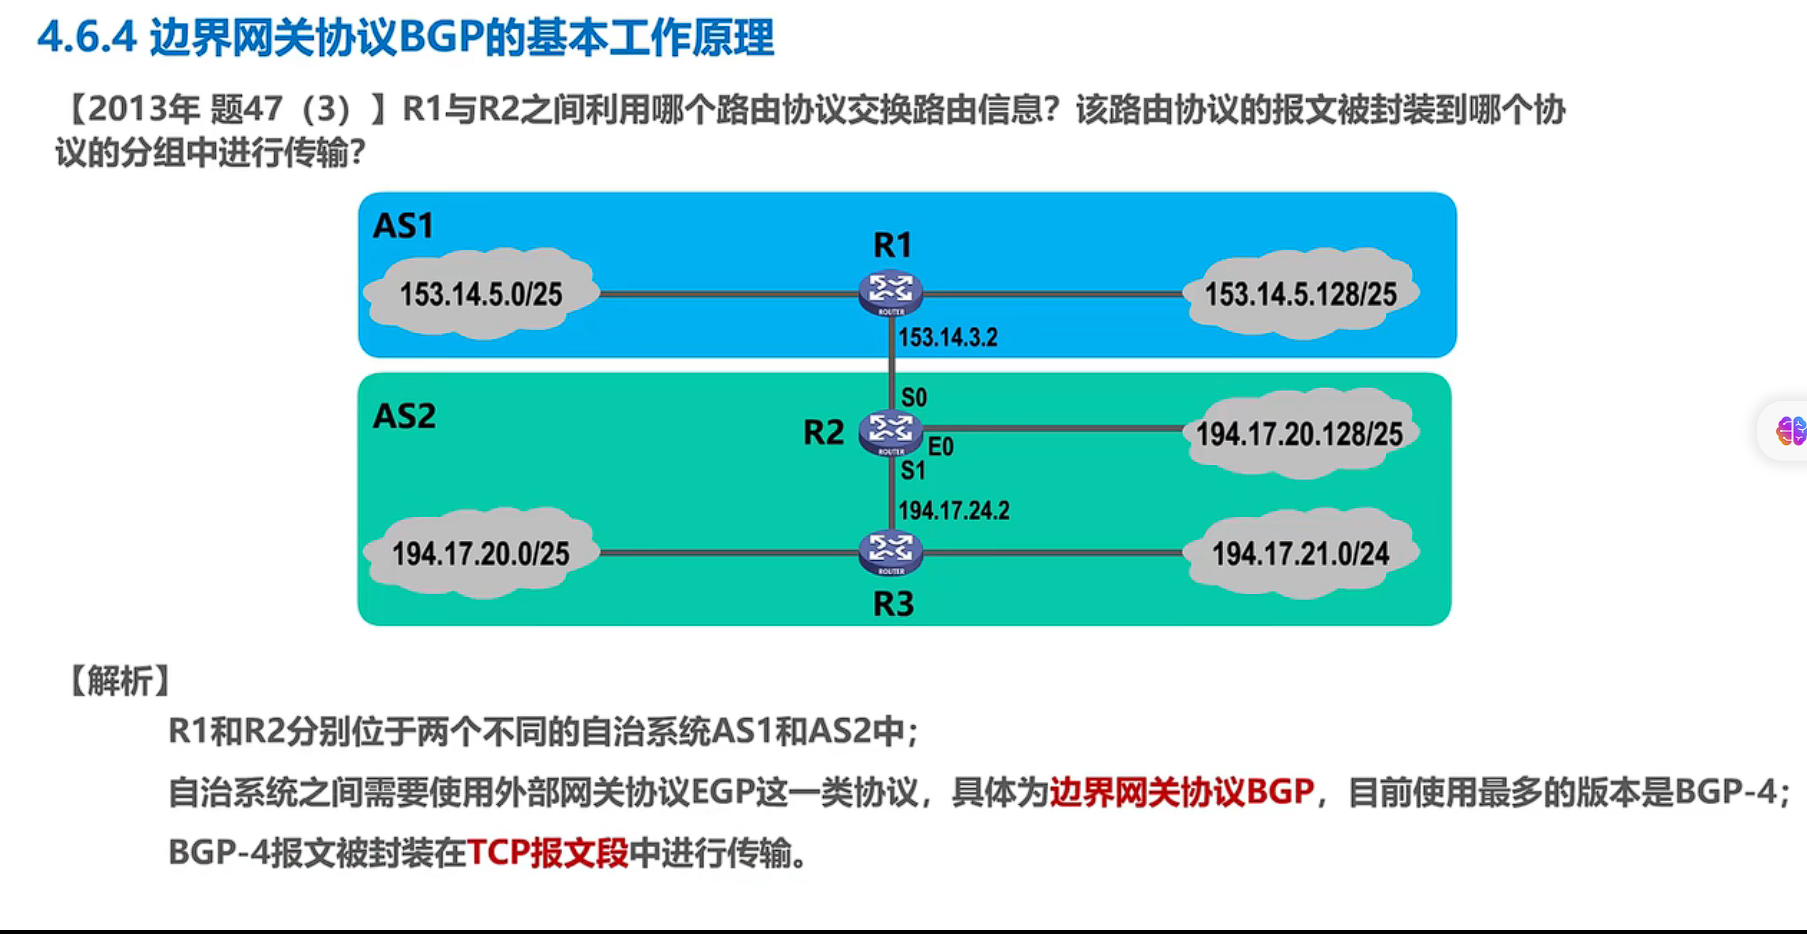 4.6.4 边界网关协议BGP的基本工作原理
【2013年 题47（3）】R1与R2之间利用哪个路由协议交换路由信息？该路由协议的报文被封装到哪个协
议的分组中进行传输？
AS1
R1
153.14.5.0/25
153.14.5.128/25
ROUTER
153.14.3.2
AS2
S0
R2
194.17.20.128/25
E0
ROUTER
S1
194.17.24.2
194.17.20.0/25
194.17.21.0/24
ROUTER
R3
【解析】
R1和R2分别位于两个不同的自治系统AS1和AS2中；
自治系统之间需要使用外部网关协议EGP这一类协议，具体为边界网关协议BGP，目前使用最多的版本是BGP-4；
BGP-4报文被封装在TCP报文段中进行传输。